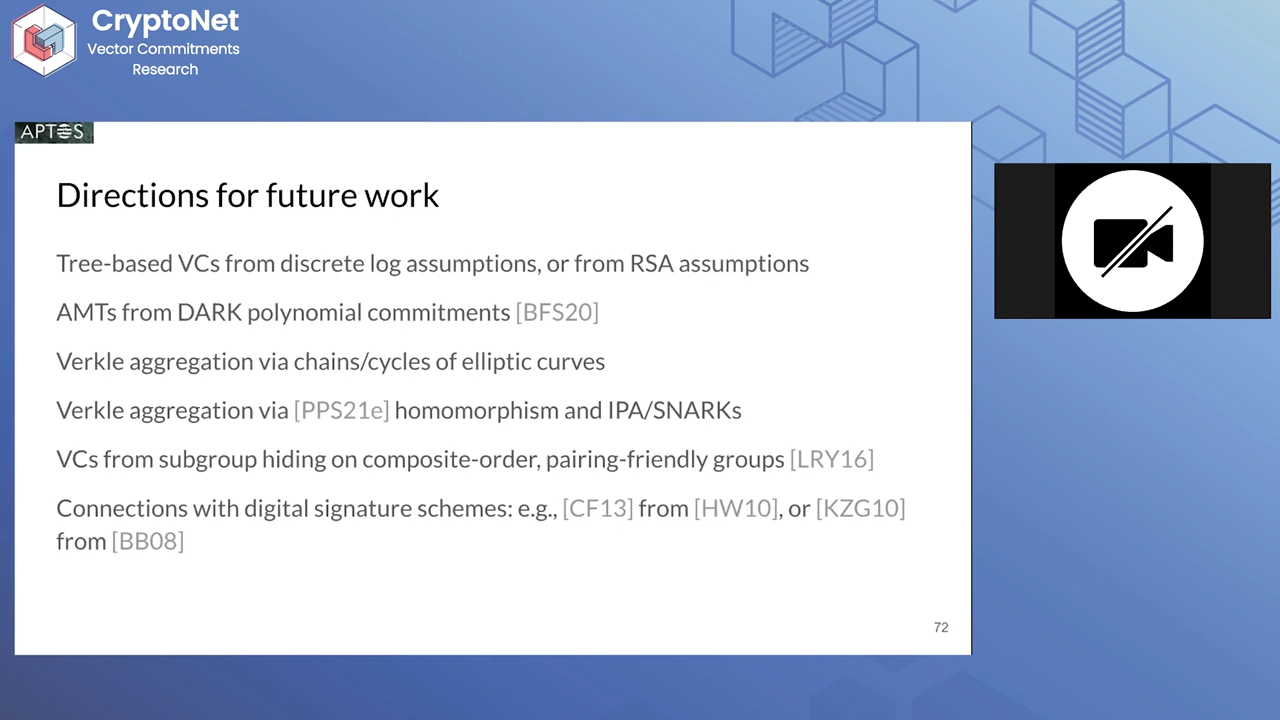 CryptoNet
Vector Commitments
Research
APTOS
Directions for future work
Tree-based VCs from discrete log assumptions, or from RSA assumptions
AMTs from DARK polynomial commitments [BFS20]
Verkle aggregation via chains/cycles of elliptic curves
Verkle aggregation via [PPS21e] homomorphism and IPA/SNARKs
VCs from subgroup hiding on composite-order, pairing-friendly groups [LRY16]
Connections with digital signature schemes: e.g., [CF13] from [HW10], or [KZG10]
from [BB08]
72